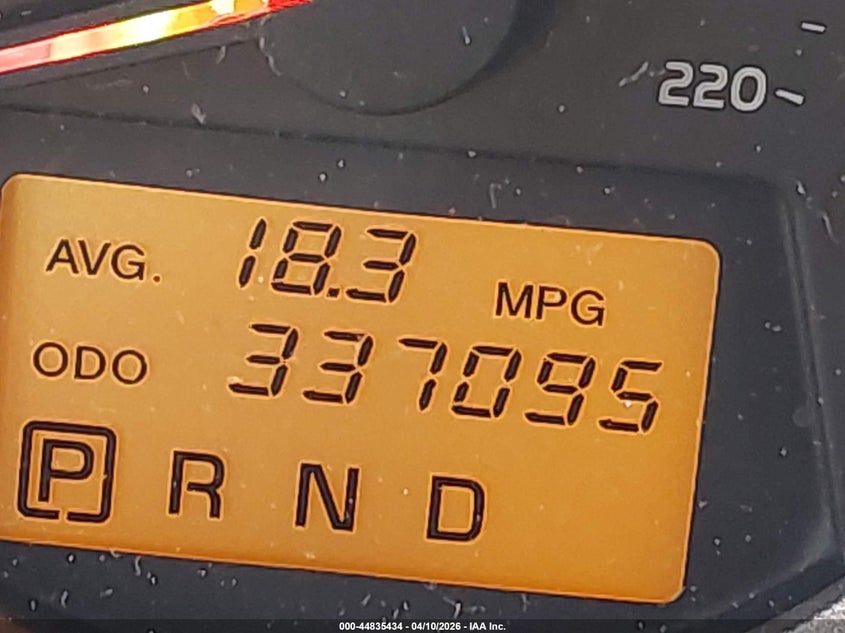 220
AVG. 18.3 MPG
ODO 337095
P R N D
000-44835434 - 04/10/2026 - IAA Inc.